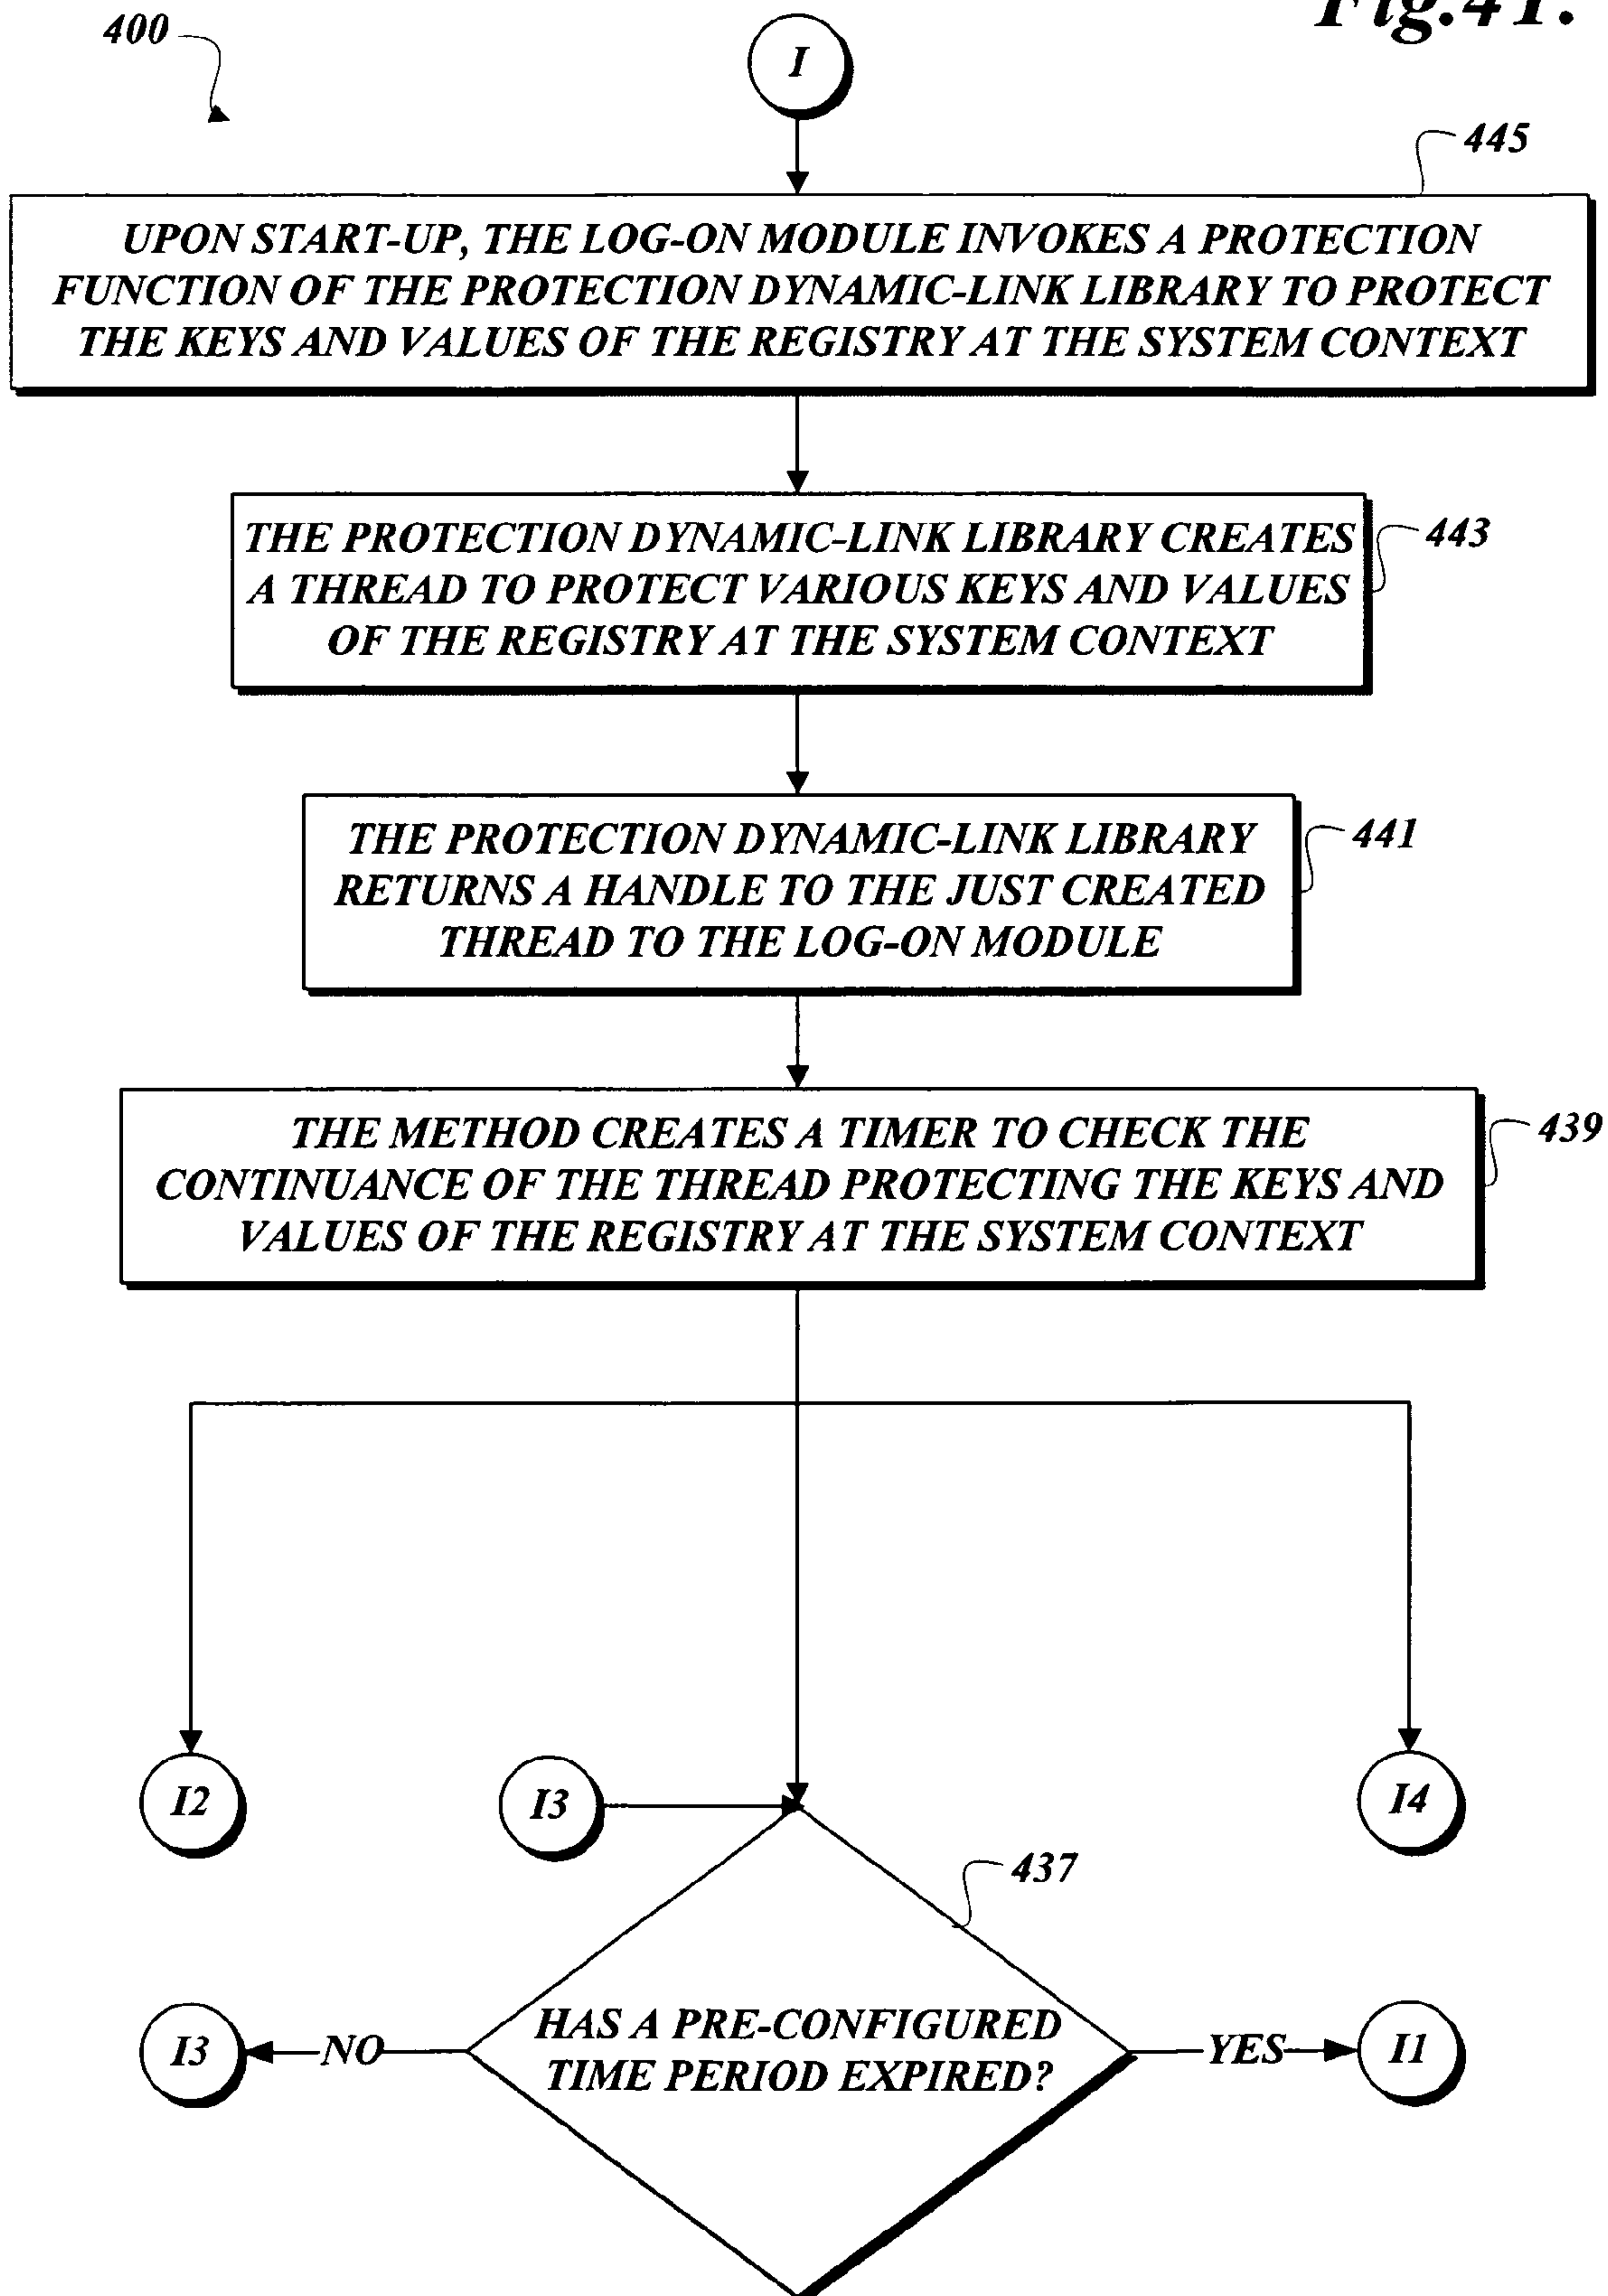 Fig.41.
400
I
445
UPON START-UP, THE LOG-ON MODULE INVOKES A PROTECTION
FUNCTION OF THE PROTECTION DYNAMIC-LINK LIBRARY TO PROTECT
THE KEYS AND VALUES OF THE REGISTRY AT THE SYSTEM CONTEXT
THE PROTECTION DYNAMIC-LINK LIBRARY CREATES
A THREAD TO PROTECT VARIOUS KEYS AND VALUES
OF THE REGISTRY AT THE SYSTEM CONTEXT
443
THE PROTECTION DYNAMIC-LINK LIBRARY
RETURNS A HANDLE TO THE JUST CREATED
THREAD TO THE LOG-ON MODULE
441
THE METHOD CREATES A TIMER TO CHECK THE
CONTINUANCE OF THE THREAD PROTECTING THE KEYS AND
VALUES OF THE REGISTRY AT THE SYSTEM CONTEXT
439
I2
I3
I4
437
HAS A PRE-CONFIGURED
TIME PERIOD EXPIRED?
I3
NO
YES
I1